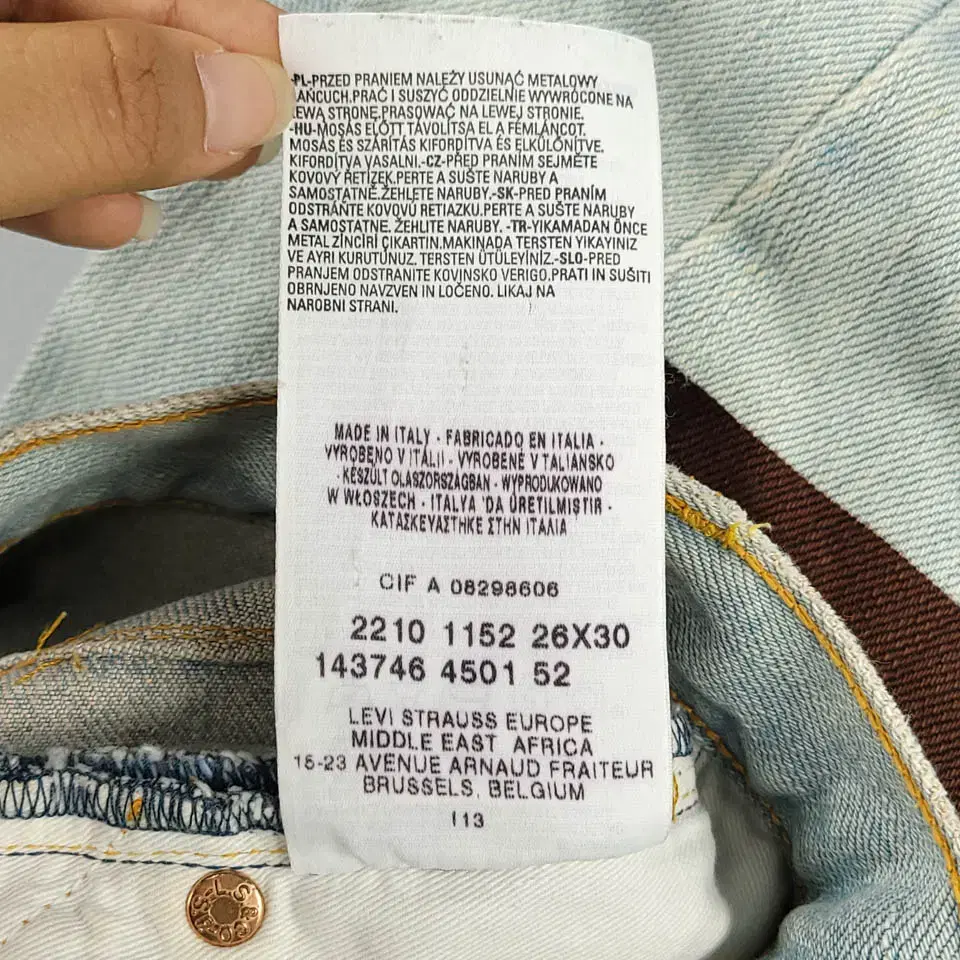 -PL-PRZED PRANIEM NALEŻY USUNAĆ METALOWY
ŁAŃCUCH.PRAĆ I SUSZYĆ ODDZIELNIE WYWRÓCONE NA
LEWĄ STRONĘ.PRASOWAĆ NA LEWEJ STRONIE.
-HU-MOSÁS ELŐTT TÁVOLÍTSA EL A FÉMLÁNCOT.
MOSÁS ÉS SZÁRÍTÁS KIFORDÍTVA ÉS ELKÜLÖNÍTVE.
KIFORDÍTVA VASALNI.-CZ-PŘED PRANÍM SEJMĚTE
KOVOVÝ ŘETÍZEK.PERTE A SUŠTE NARUBY A
SAMOSTATNĚ.ŽEHLETE NARUBY.-SK-PRED PRANÍM
ODSTRÁŇTE KOVOVÚ RETIAZKU.PERTE A SUŠTE NARUBY
A SAMOSTATNE. ŽEHLITE NARUBY. -TR-YIKAMADAN ÖNCE
METAL ZİNCİRİ ÇIKARTIN.MAKINADA TERSTEN YIKAYINIZ
VE AYRI KURUTUNUZ. TERSTEN ÜTÜLEYİNİZ.-SLO-PRED
PRANJEM ODSTRANITE KOVINSKO VERIGO.PRATI IN SUŠITI
OBRNJENO NAVZVEN IN LOČENO. LIKAJ NA
NAROBNI STRANI.
MADE IN ITALY - FABRICADO EN ITALIA -
VYROBENO V ITÁLII - VYROBENÉ V TALIANSKO
- KÉSZÜLT OLASZORSZÁGBAN - WYPRODUKOWANO
W WŁOSZECH - ITALYA 'DA ÜRETILMISTIR -
ΚΑΤΑΣΚΕΥΑΣΤΗΚΕ ΣΤΗΝ ΙΤΑΛΙΑ
CIF A 08298606
2210 1152 26X30
143746 4501 52
LEVI STRAUSS EUROPE
MIDDLE EAST AFRICA
15-23 AVENUE ARNAUD FRAITEUR
BRUSSELS, BELGIUM
113
L.S.&CO.